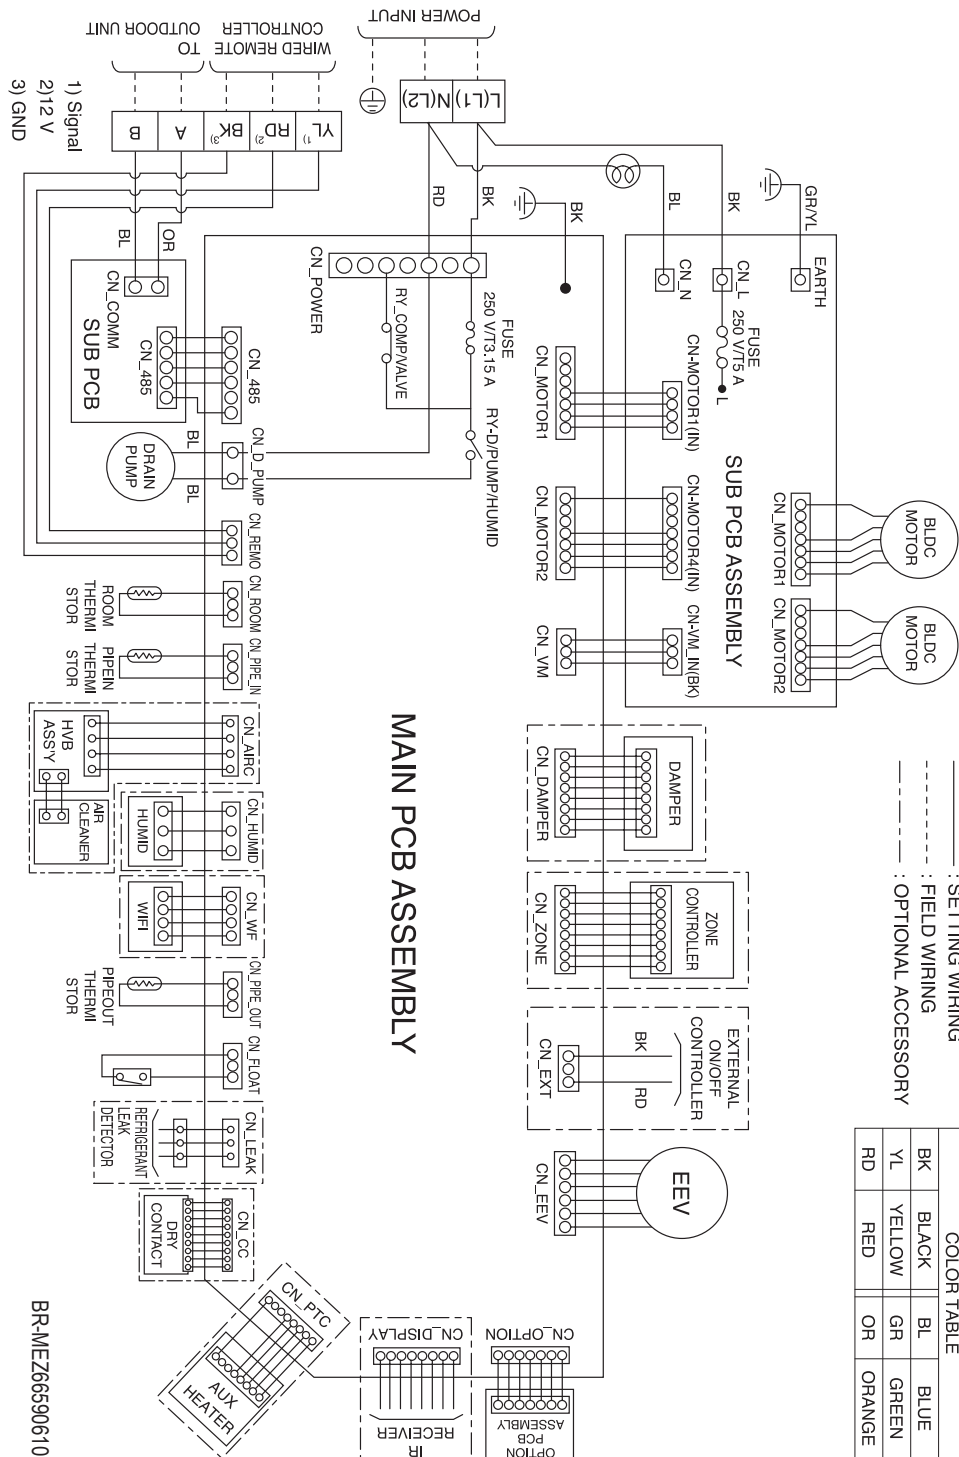 POWER INPUT
WIRED REMOTE
CONTROLLER
TO
OUTDOOR UNIT
L(L1)
N(L2)
YL 1)
RD 2)
BK 3)
A
B
1) Signal
2)12 V
3) GND
RD
BK
BK
BL
BK
GR/YL
BL
OR
CN_COMM
SUB PCB
CN_485
CN_485
CN_POWER
RY_COMP/VALVE
FUSE
250 V/T3.15 A
RY-D/PUMP/HUMID
CN_N
CN_L
EARTH
FUSE
250 V/T5 A
L
SUB PCB ASSEMBLY
CN_MOTOR1
CN-MOTOR1(IN)
CN_MOTOR2
CN-MOTOR4(IN)
CN_VM
CN-VM_IN(BK)
CN_MOTOR1
CN_MOTOR2
BLDC
MOTOR
BLDC
MOTOR
DRAIN
PUMP
BL
BL
CN_D_PUMP
CN_REMO
CN_ROOM
ROOM
THERMI
STOR
CN_PIPE_IN
PIPEIN
THERMI
STOR
CN_AIRC
HVB
ASS'Y
AIR
CLEANER
CN_HUMID
HUMID
CN_WF
WIFI
CN_PIPE_OUT
PIPEOUT
THERMI
STOR
CN_FLOAT
CN_LEAK
REFRIGERANT
LEAK
DETECTOR
CN_CC
DRY
CONTACT
MAIN PCB ASSEMBLY
CN_DAMPER
DAMPER
CN_ZONE
ZONE
CONTROLLER
CN_EXT
BK
RD
EXTERNAL
ON/OFF
CONTROLLER
CN_EEV
EEV
CN_PTC
AUX
HEATER
CN_DISPLAY
IR
RECEIVER
CN_OPTION
OPTION
PCB
ASSEMBLY
: SETTING WIRING
: FIELD WIRING
: OPTIONAL ACCESSORY
COLOR TABLE
BK BLACK BL BLUE
YL YELLOW GR GREEN
RD RED OR ORANGE
BR-MEZ66590610